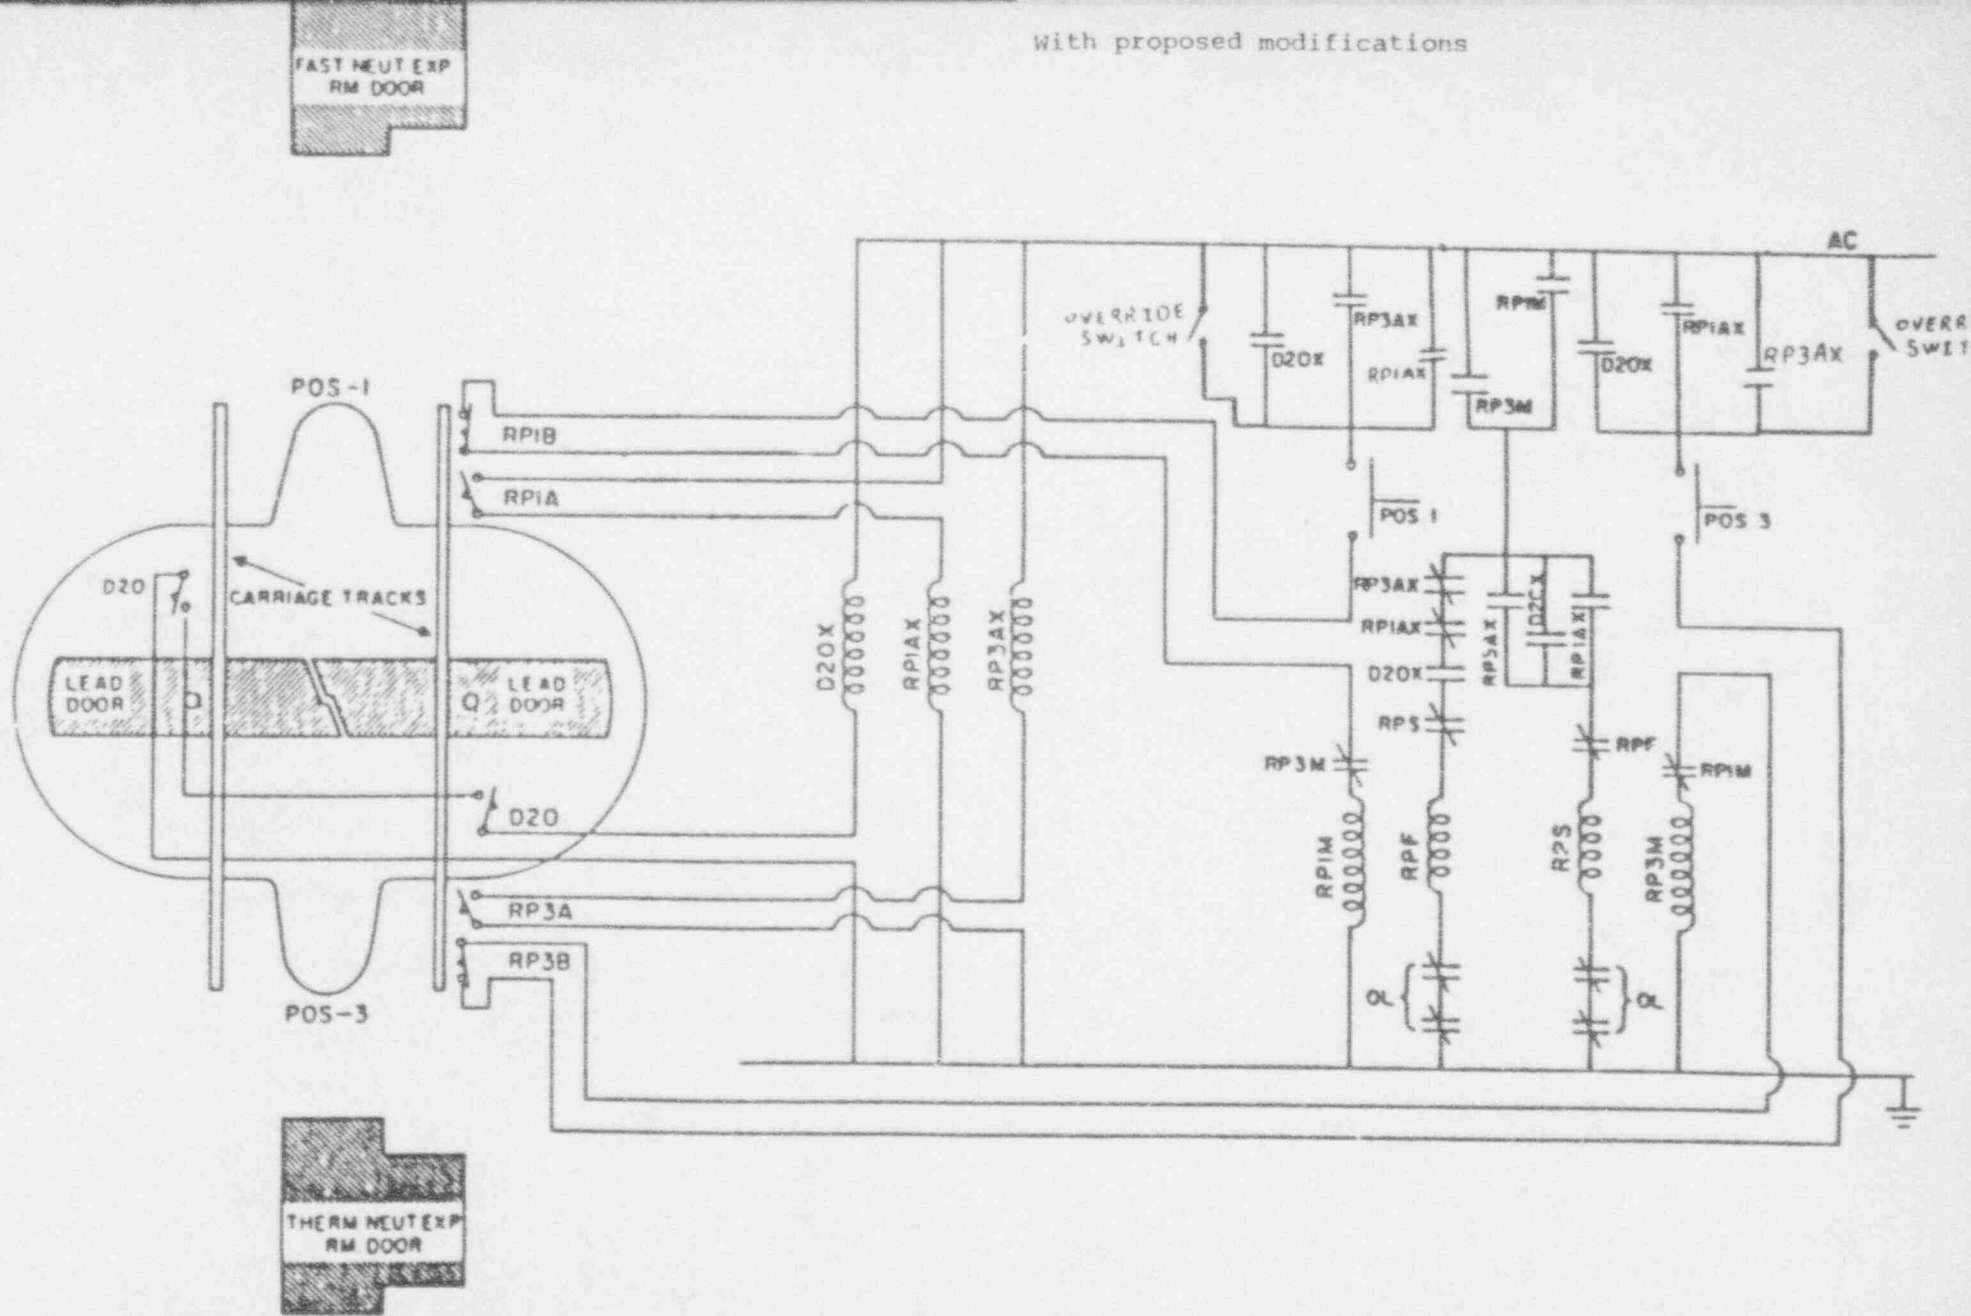 With proposed modifications
FAST NEUT EXP
RM DOOR
AC
OVERRIDE
SWITCH
D2OX
RP3AX
RP1AX
RP3M
RP1M
D2OX
RP1AX
RP3AX
OVERR
SWIT
POS-1
RP1B
RP1A
POS 1
POS 3
D2O
CARRIAGE TRACKS
LEAD
DOOR
LEAD
DOOR
D2O
D2OX
RP1AX
RP3AX
RP3AX
RP1AX
D2OX
RPS
RP1AX
RPF
RP3M
RP1M
RP1M
RPF
RPS
RP3M
RP3A
RP3B
OL
OL
POS-3
THERM NEUT EXP
RM DOOR